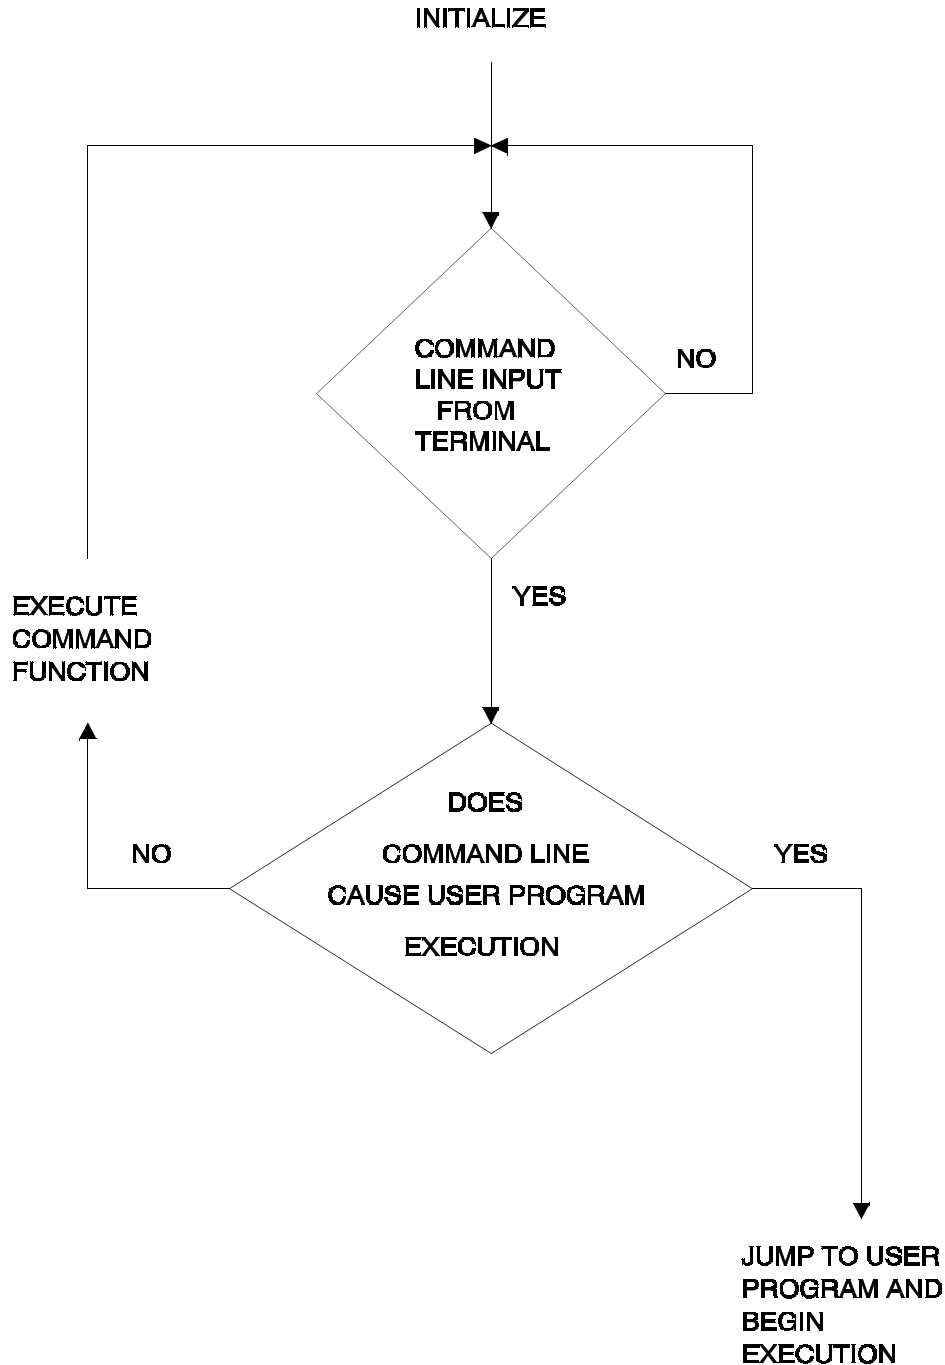 INITIALIZE
COMMAND
LINE INPUT
FROM
TERMINAL
NO
YES
EXECUTE
COMMAND
FUNCTION
DOES
COMMAND LINE
CAUSE USER PROGRAM
EXECUTION
NO
YES
JUMP TO USER
PROGRAM AND
BEGIN
EXECUTION